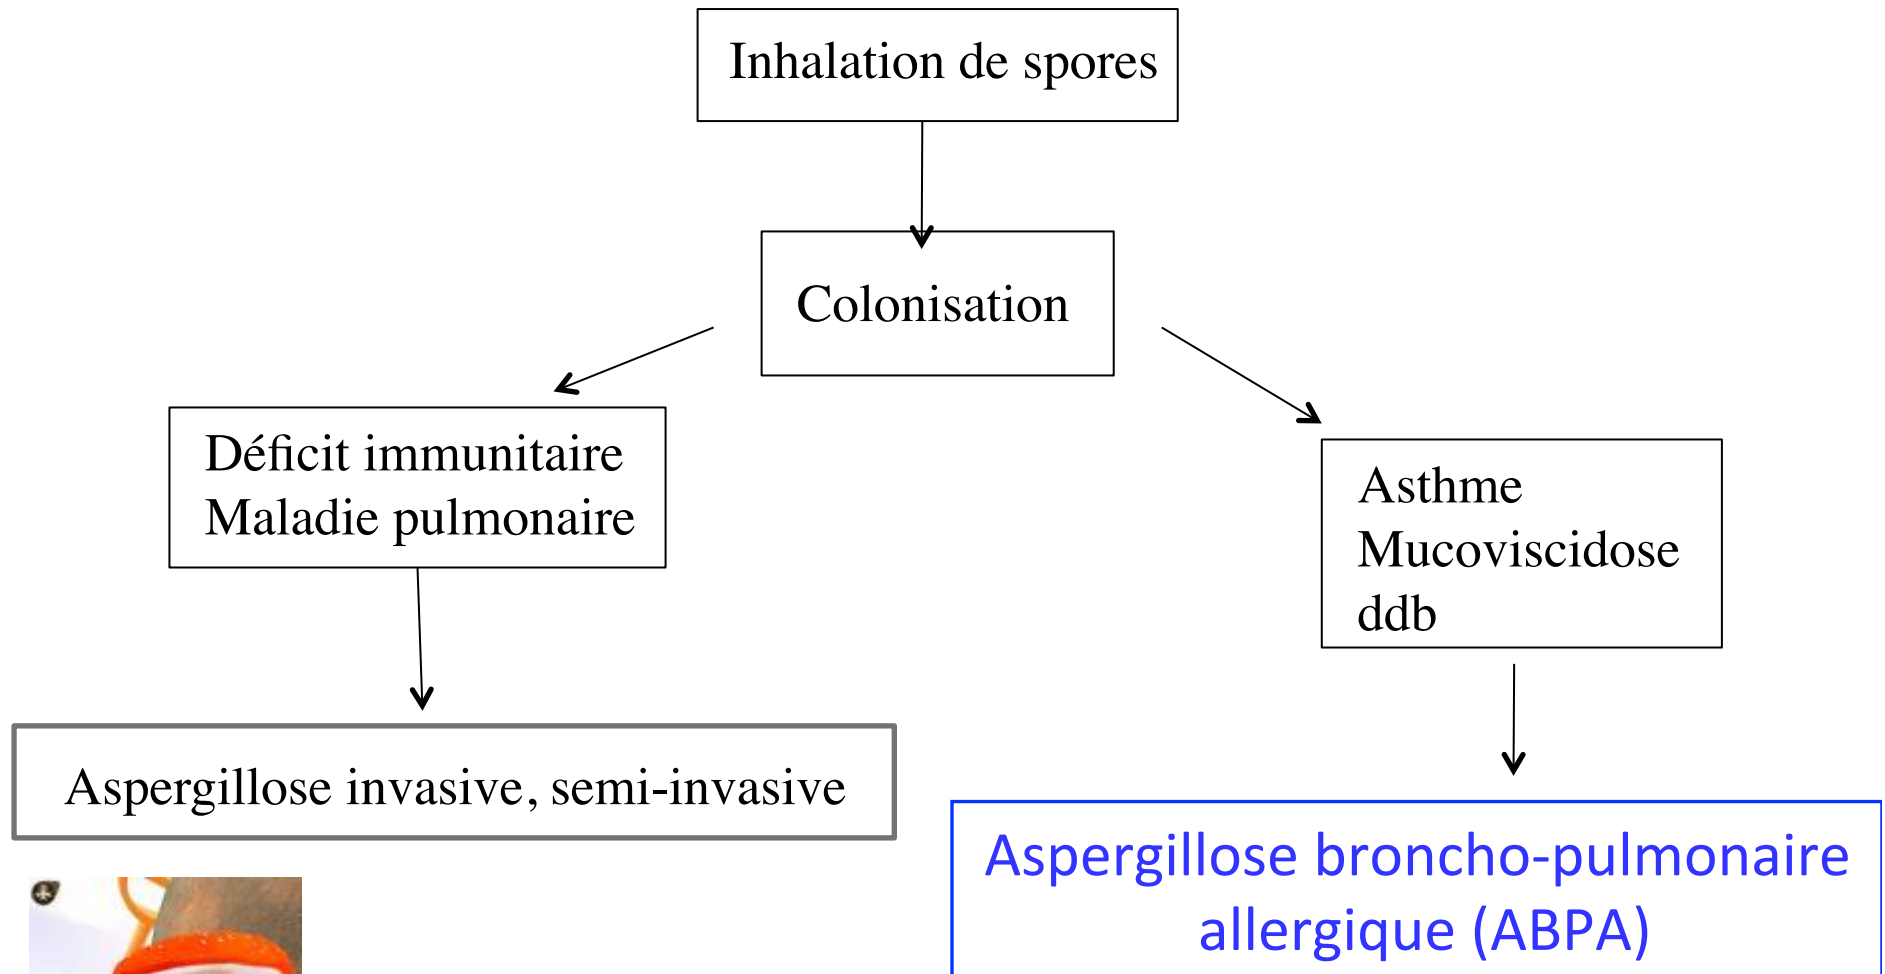 Inhalation de spores
Colonisation
Déficit immunitaire
Maladie pulmonaire
Asthme
Mucoviscidose
ddb
Aspergillose invasive, semi-invasive
Aspergillose broncho-pulmonaire
allergique (ABPA)